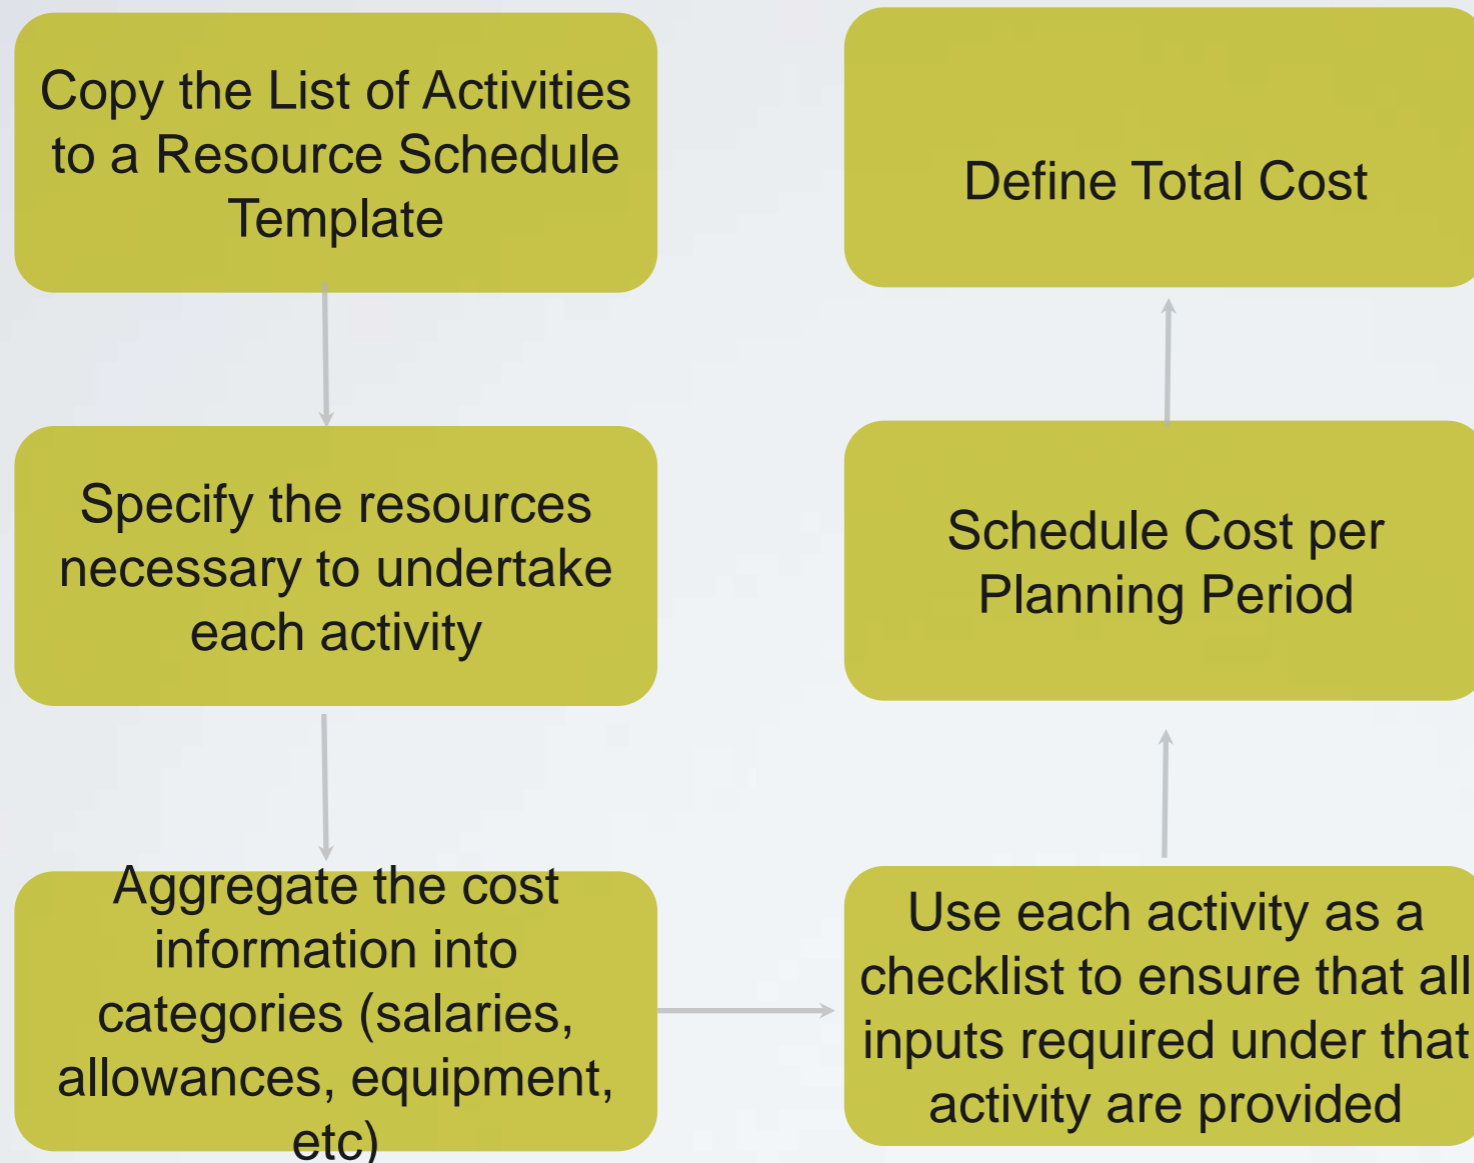 Copy the List of Activities
to a Resource Schedule
Template
Specify the resources
necessary to undertake
each activity
Aggregate the cost
information into
categories (salaries,
allowances, equipment,
etc)
Use each activity as a
checklist to ensure that all
inputs required under that
activity are provided
Schedule Cost per
Planning Period
Define Total Cost